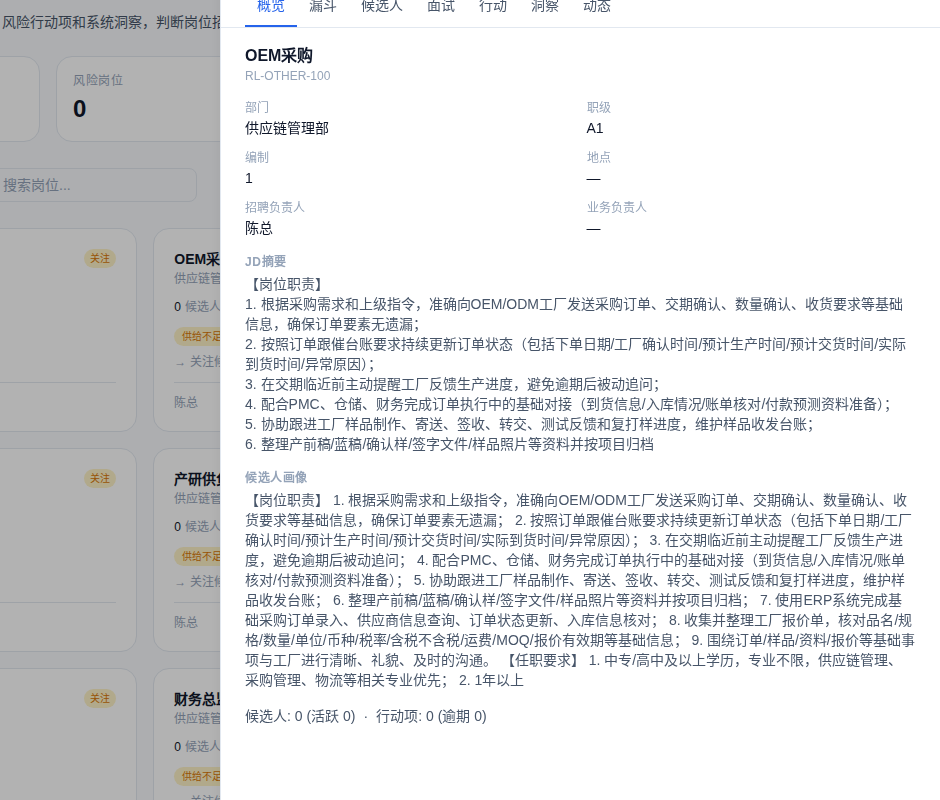 风险行动项和系统洞察，判断岗位招
风险岗位
0
搜索岗位...
关注
OEM采
供应链管
0 候选人
供给不足
→ 关注候
陈总
关注
产研供
供应链管
0 候选人
供给不足
→ 关注候
陈总
关注
财务总
供应链管
0 候选人
供给不足
概览 漏斗 候选人 面试 行动 洞察 动态
OEM采购
RL-OTHER-100
部门 职级
供应链管理部 A1
编制 地点
1 —
招聘负责人 业务负责人
陈总 —
JD摘要
【岗位职责】
1. 根据采购需求和上级指令，准确向OEM/ODM工厂发送采购订单、交期确认、数量确认、收货要求等基础
信息，确保订单要素无遗漏；
2. 按照订单跟催台账要求持续更新订单状态（包括下单日期/工厂确认时间/预计生产时间/预计交货时间/实际
到货时间/异常原因）；
3. 在交期临近前主动提醒工厂反馈生产进度，避免逾期后被动追问；
4. 配合PMC、仓储、财务完成订单执行中的基础对接（到货信息/入库情况/账单核对/付款预测资料准备）；
5. 协助跟进工厂样品制作、寄送、签收、转交、测试反馈和复打样进度，维护样品收发台账；
6. 整理产前稿/蓝稿/确认样/签字文件/样品照片等资料并按项目归档
候选人画像
【岗位职责】 1. 根据采购需求和上级指令，准确向OEM/ODM工厂发送采购订单、交期确认、数量确认、收
货要求等基础信息，确保订单要素无遗漏； 2. 按照订单跟催台账要求持续更新订单状态（包括下单日期/工厂
确认时间/预计生产时间/预计交货时间/实际到货时间/异常原因）； 3. 在交期临近前主动提醒工厂反馈生产进
度，避免逾期后被动追问； 4. 配合PMC、仓储、财务完成订单执行中的基础对接（到货信息/入库情况/账单
核对/付款预测资料准备）； 5. 协助跟进工厂样品制作、寄送、签收、转交、测试反馈和复打样进度，维护样
品收发台账； 6. 整理产前稿/蓝稿/确认样/签字文件/样品照片等资料并按项目归档； 7. 使用ERP系统完成基
础采购订单录入、供应商信息查询、订单状态更新、入库信息核对； 8. 收集并整理工厂报价单，核对品名/规
格/数量/单位/币种/税率/含税不含税/运费/MOQ/报价有效期等基础信息； 9. 围绕订单/样品/资料/报价等基础事
项与工厂进行清晰、礼貌、及时的沟通。 【任职要求】 1. 中专/高中及以上学历，专业不限，供应链管理、
采购管理、物流等相关专业优先； 2. 1年以上
候选人: 0 (活跃 0) · 行动项: 0 (逾期 0)